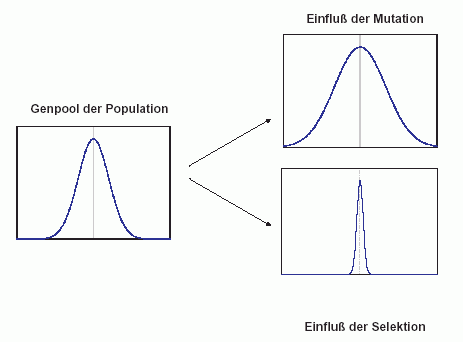 Einfluß der Mutation
Genpool der Population
Einfluß der Selektion